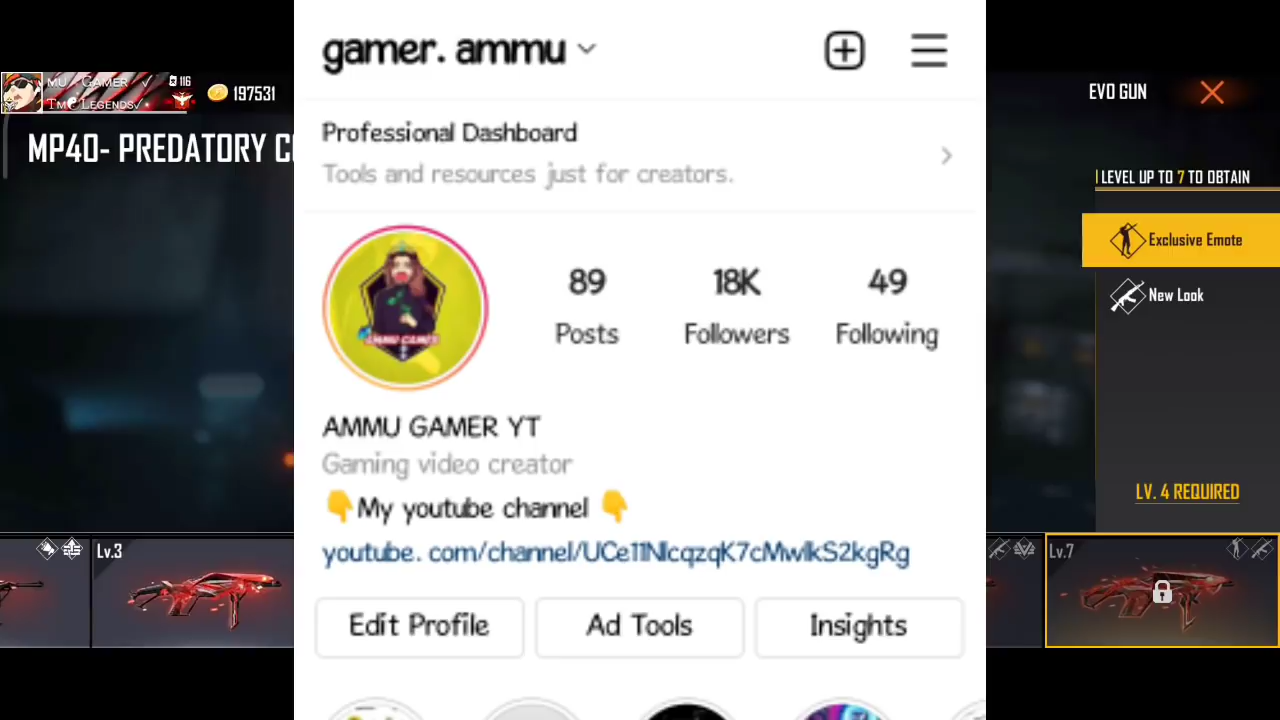 gamer. ammu
MU GAMER ✓
116
TM LEGENDS✓
197531
EVO GUN
MP40- PREDATORY
Professional Dashboard
Tools and resources just for creators.
LEVEL UP TO 7 TO OBTAIN
Exclusive Emote
New Look
89
18K
49
Posts
Followers
Following
AMMU GAMER
AMMU GAMER YT
Gaming video creator
👇My youtube channel 👇
youtube. com/channel/UCe11NlcqzqK7cMwlkS2kgRg
LV. 4 REQUIRED
Lv.3
Lv.7
Edit Profile
Ad Tools
Insights